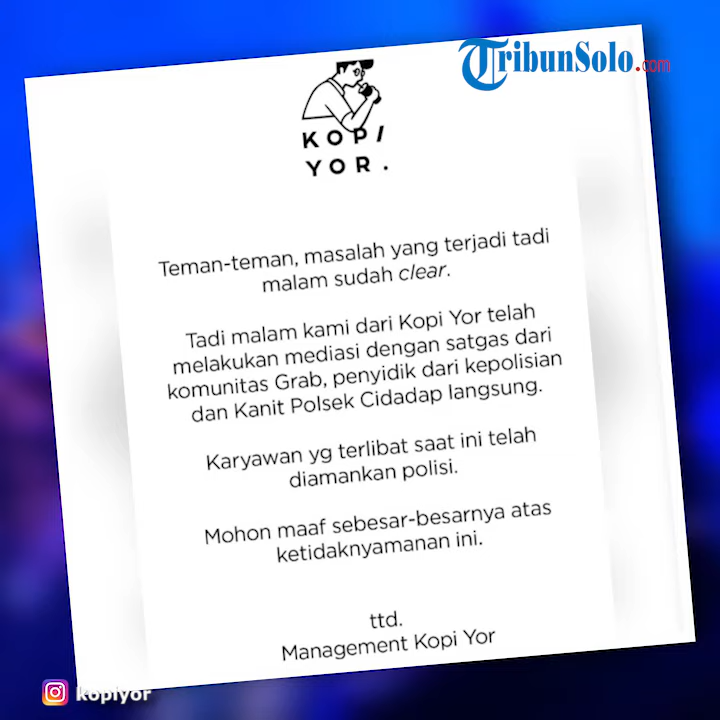 TribunSolo.com
KOPI
YOR.
Teman-teman, masalah yang terjadi tadi
malam sudah clear.
Tadi malam kami dari Kopi Yor telah
melakukan mediasi dengan satgas dari
komunitas Grab, penyidik dari kepolisian
dan Kanit Polsek Cidadap langsung.
Karyawan yg terlibat saat ini telah
diamankan polisi.
Mohon maaf sebesar-besarnya atas
ketidaknyamanan ini.
ttd.
Management Kopi Yor
kopiyor